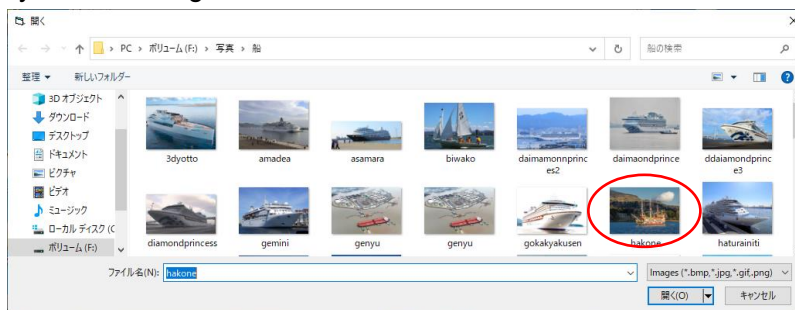 開く
PC › ボリューム (F:) › 写真 › 船
船の検索
整理 ▼ 新しいフォルダー
3D オブジェクト
ダウンロード
デスクトップ
ドキュメント
ピクチャ
ビデオ
ミュージック
ローカル ディスク (C
ボリューム (F:)
3dyotto amadea asamara biwako daimamonnprinc
es2 daimaondprince ddaiamondprinc
e3
diamondprincess gemini genyu genyu gokakyakusen hakone haturainiti
ファイル名(N): hakone
Images (*.bmp,*.jpg,*.gif,.png)
開く(O) キャンセル